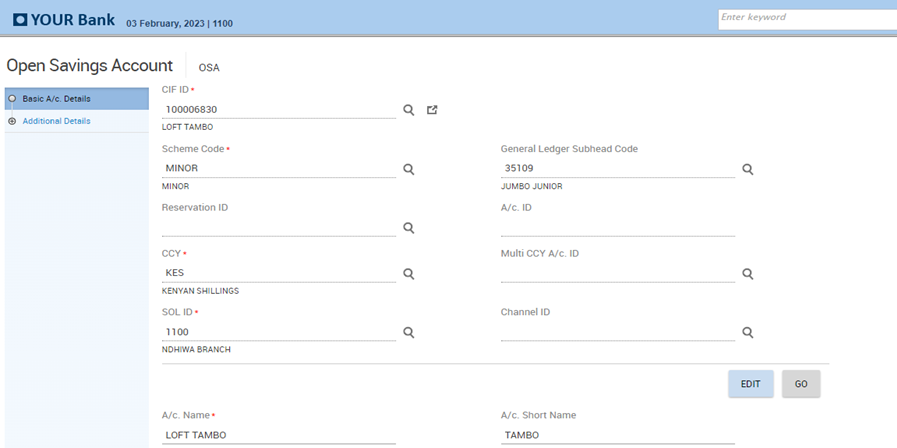 YOUR Bank 03 February, 2023 | 1100
Enter keyword
Open Savings Account OSA
Basic A/c. Details
Additional Details
CIF ID *
100006830
LOFT TAMBO
Scheme Code * General Ledger Subhead Code
MINOR 35109
MINOR JUMBO JUNIOR
Reservation ID A/c. ID
CCY * Multi CCY A/c. ID
KES
KENYAN SHILLINGS
SOL ID * Channel ID
1100
NDHIWA BRANCH
EDIT GO
A/c. Name * A/c. Short Name
LOFT TAMBO TAMBO